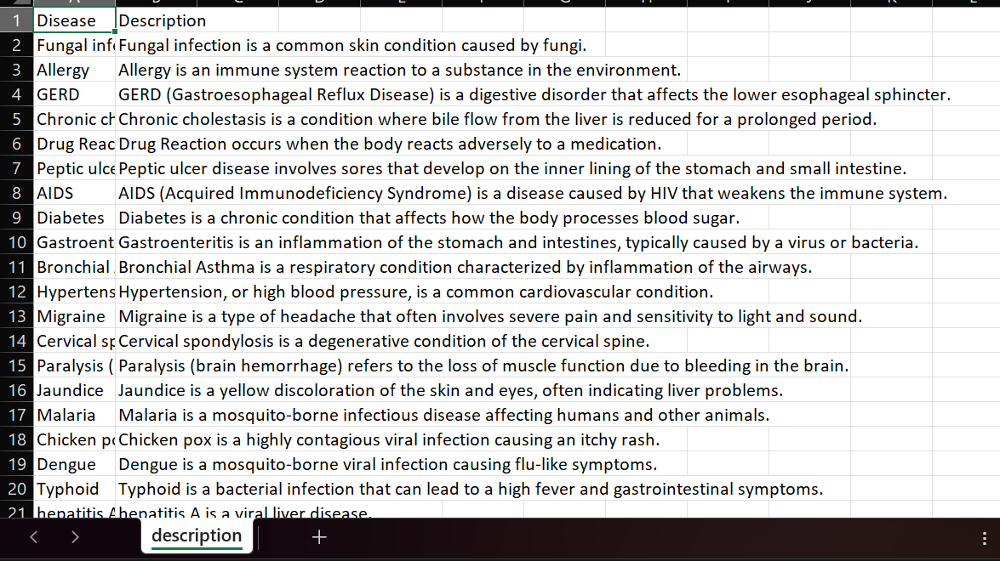 1 Disease Description
2 Fungal inf Fungal infection is a common skin condition caused by fungi.
3 Allergy Allergy is an immune system reaction to a substance in the environment.
4 GERD GERD (Gastroesophageal Reflux Disease) is a digestive disorder that affects the lower esophageal sphincter.
5 Chronic ch Chronic cholestasis is a condition where bile flow from the liver is reduced for a prolonged period.
6 Drug Reac Drug Reaction occurs when the body reacts adversely to a medication.
7 Peptic ulce Peptic ulcer disease involves sores that develop on the inner lining of the stomach and small intestine.
8 AIDS AIDS (Acquired Immunodeficiency Syndrome) is a disease caused by HIV that weakens the immune system.
9 Diabetes Diabetes is a chronic condition that affects how the body processes blood sugar.
10 Gastroent Gastroenteritis is an inflammation of the stomach and intestines, typically caused by a virus or bacteria.
11 Bronchial Bronchial Asthma is a respiratory condition characterized by inflammation of the airways.
12 Hypertens Hypertension, or high blood pressure, is a common cardiovascular condition.
13 Migraine Migraine is a type of headache that often involves severe pain and sensitivity to light and sound.
14 Cervical sp Cervical spondylosis is a degenerative condition of the cervical spine.
15 Paralysis ( Paralysis (brain hemorrhage) refers to the loss of muscle function due to bleeding in the brain.
16 Jaundice Jaundice is a yellow discoloration of the skin and eyes, often indicating liver problems.
17 Malaria Malaria is a mosquito-borne infectious disease affecting humans and other animals.
18 Chicken po Chicken pox is a highly contagious viral infection causing an itchy rash.
19 Dengue Dengue is a mosquito-borne viral infection causing flu-like symptoms.
20 Typhoid Typhoid is a bacterial infection that can lead to a high fever and gastrointestinal symptoms.
21 hepatitis A hepatitis A is a viral liver disease.
description